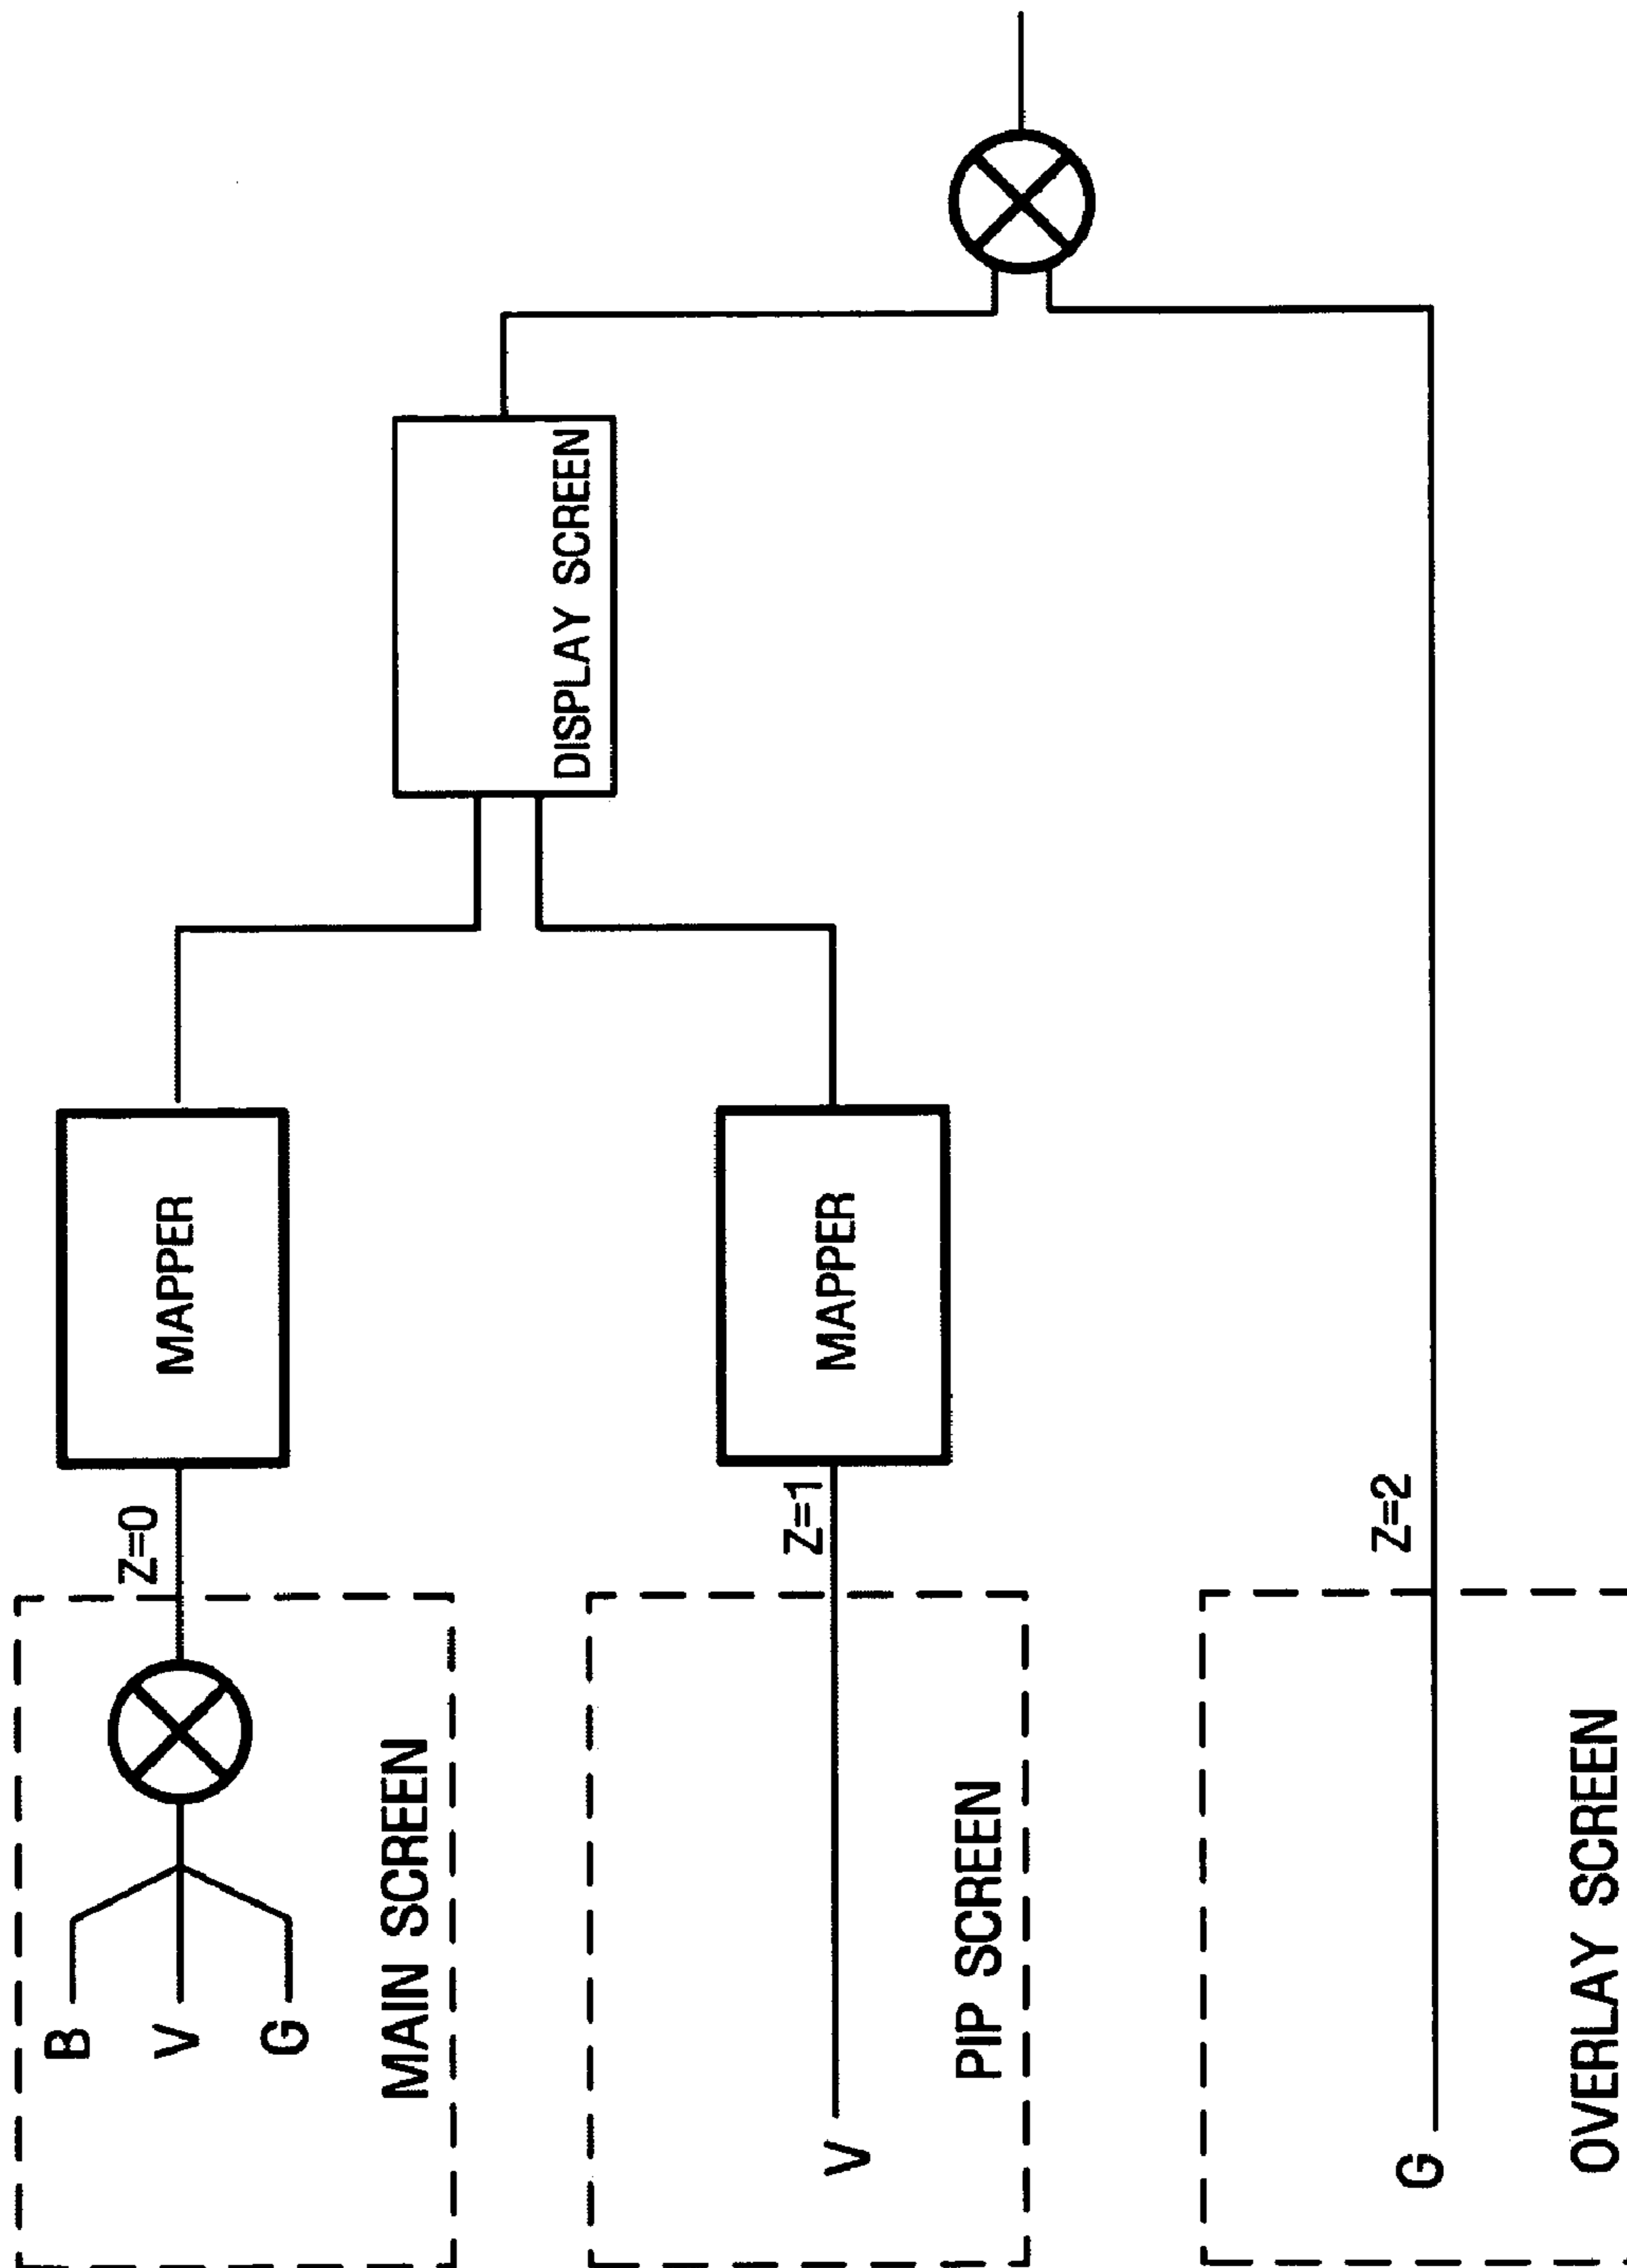 B
V
G
MAIN SCREEN
Z=0
MAPPER
V
PIP SCREEN
Z=1
MAPPER
DISPLAY SCREEN
G
OVERLAY SCREEN
Z=2